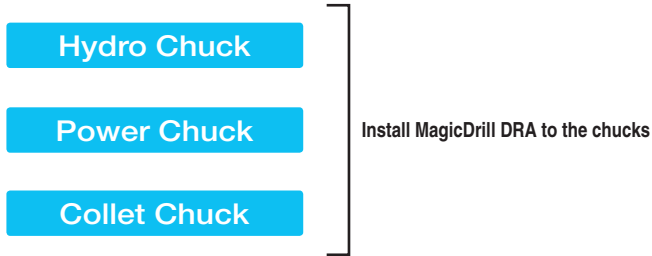 Hydro Chuck
Power Chuck
Collet Chuck
Install MagicDrill DRA to the chucks